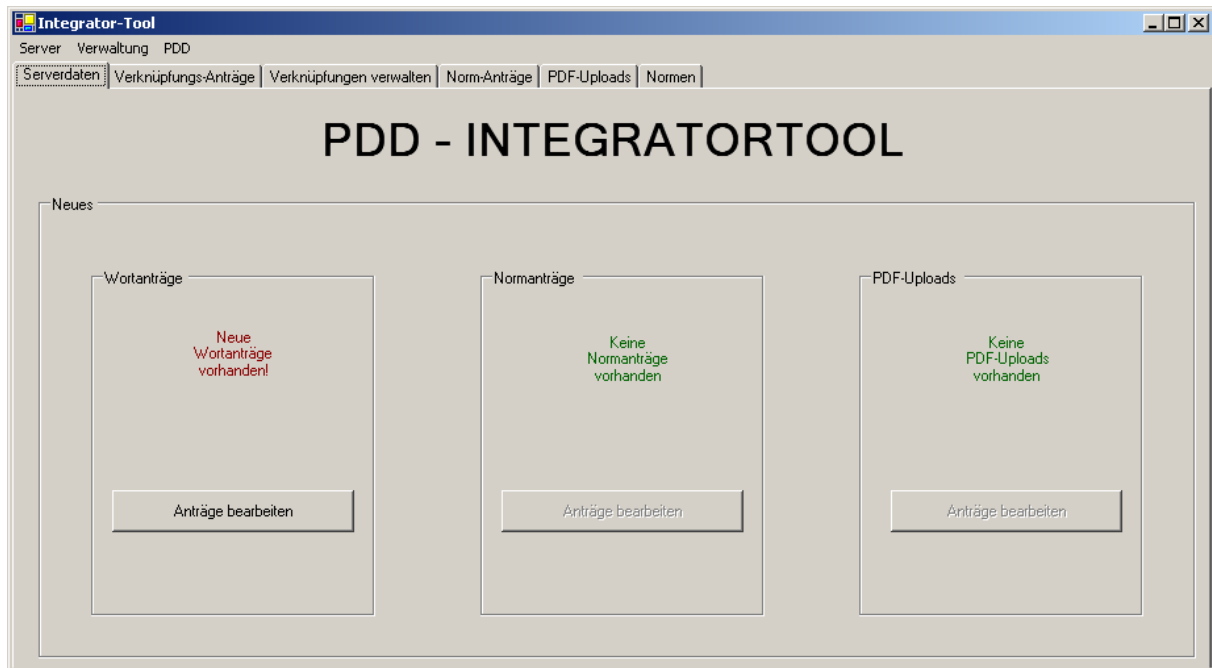 Integrator-Tool
Server Verwaltung PDD
Serverdaten Verknüpfungs-Anträge Verknüpfungen verwalten Norm-Anträge PDF-Uploads Normen
PDD - INTEGRATORTOOL
Neues
Wortanträge
Neue
Wortanträge
vorhanden!
Anträge bearbeiten
Normanträge
Keine
Normanträge
vorhanden
Anträge bearbeiten
PDF-Uploads
Keine
PDF-Uploads
vorhanden
Anträge bearbeiten